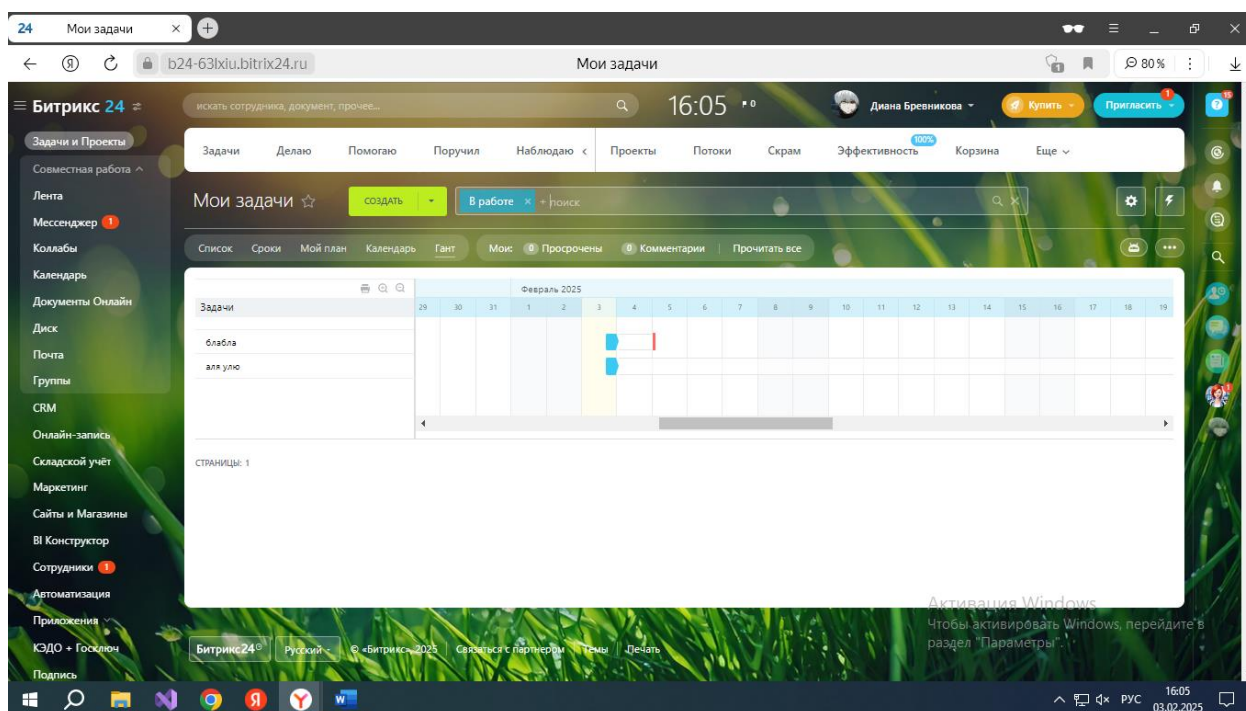 24 Мои задачи
b24-63lxiu.bitrix24.ru Мои задачи 1 80 %
Битрикс 24 искать сотрудника, документ, прочее... 16:05 0 Диана Бревникова Купить Пригласить 1 15
Задачи и Проекты
Задачи Делаю Помогаю Поручил Наблюдаю Проекты Потоки Скрам Эффективность 100% Корзина Еще
Совместная работа
Лента
Мои задачи СОЗДАТЬ В работе × + поиск
Мессенджер 1
Коллабы
Список Сроки Мой план Календарь Гант Мои: 0 Просрочены 0 Комментарии Прочитать все
Календарь
Февраль 2025
Документы Онлайн
Задачи 29 30 31 1 2 3 4 5 6 7 8 9 10 11 12 13 14 15 16 17 18 19
Диск
блабла
Почта
аля улю
Группы
CRM
Онлайн-запись
Складской учёт
СТРАНИЦЫ: 1
Маркетинг
Сайты и Магазины
BI Конструктор
Сотрудники 1
Автоматизация
Активация Windows
Приложения
Чтобы активировать Windows, перейдите в
раздел "Параметры".
КЭДО + Госключ
Битрикс24 Русский © «Битрикс», 2025 Связаться с партнером Темы Печать
Подпись
РУС 16:05
03.02.2025